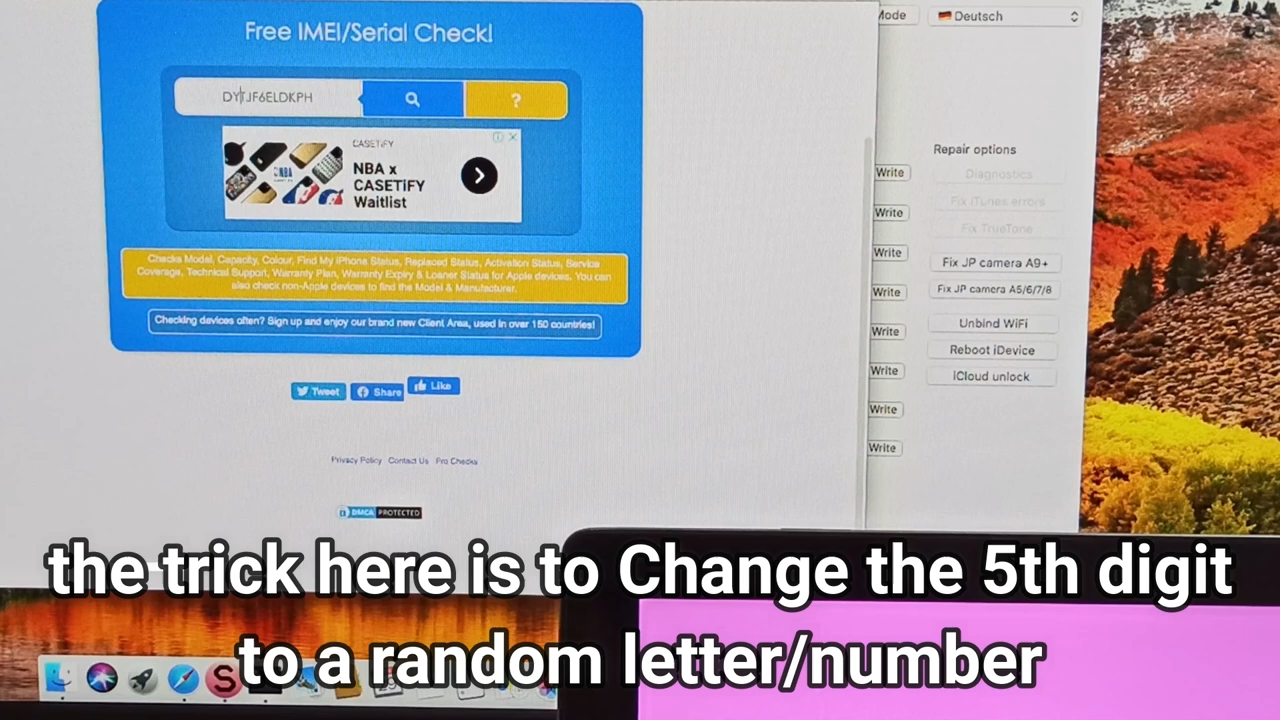 Free IMEI/Serial Check!
?
CASETiFY
NBA x
CASETiFY
Waitlist
Checks Model, Capacity, Colour, Find My iPhone Status, Replaced Status, Activation Status, Service
Coverage, Technical Support, Warranty Plan, Warranty Expiry & Loaner Status for Apple devices. You can
also check non-Apple devices to find the Model & Manufacturer.
Checking devices often? Sign up and enjoy our brand new Client Area, used in over 150 countries!
Tweet
Share
Like
Privacy Policy Contact Us Pro Checks
DMCA PROTECTED
Mode
Deutsch
Repair options
Diagnostics
Fix iTunes errors
Fix TrueTone
Fix JP camera A9+
Fix JP camera A5/6/7/8
Unbind WiFi
Reboot iDevice
iCloud unlock
Write
Write
Write
Write
Write
Write
Write
Write
the trick here is to Change the 5th digit
to a random letter/number